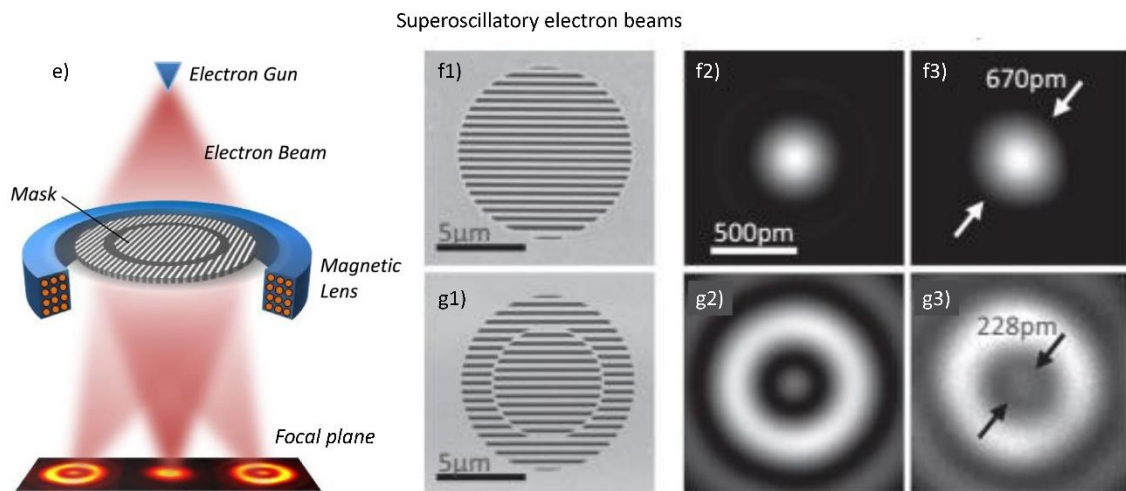 Superoscillatory electron beams
e)
Electron Gun
Electron Beam
Mask
Magnetic
Lens
Focal plane
f1)
5μm
f2)
500pm
f3)
670pm
g1)
5μm
g2)
g3)
228pm